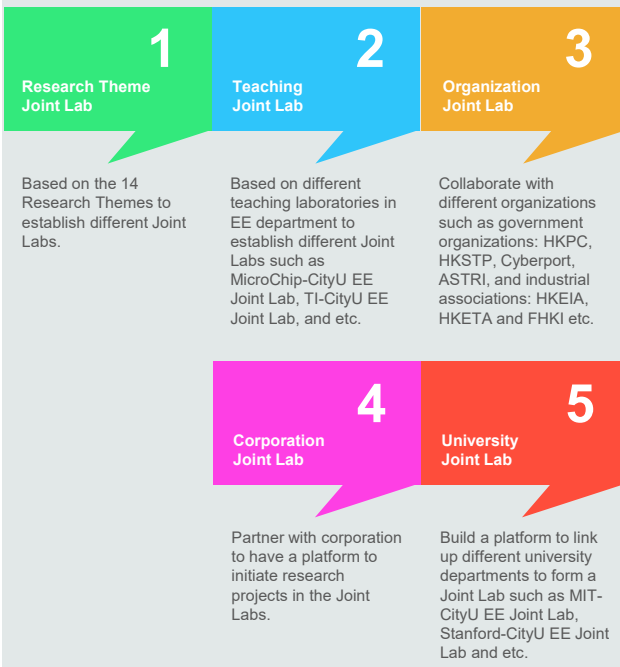 1
Research Theme
Joint Lab
Based on the 14
Research Themes to
establish different Joint
Labs.
2
Teaching
Joint Lab
Based on different
teaching laboratories in
EE department to
establish different Joint
Labs such as
MicroChip-CityU EE
Joint Lab, TI-CityU EE
Joint Lab, and etc.
3
Organization
Joint Lab
Collaborate with
different organizations
such as government
organizations: HKPC,
HKSTP, Cyberport,
ASTRI, and industrial
associations: HKEIA,
HKETA and FHKI etc.
4
Corporation
Joint Lab
Partner with corporation
to have a platform to
initiate research
projects in the Joint
Labs.
5
University
Joint Lab
Build a platform to link
up different university
departments to form a
Joint Lab such as MIT-
CityU EE Joint Lab,
Stanford-CityU EE Joint
Lab and etc.